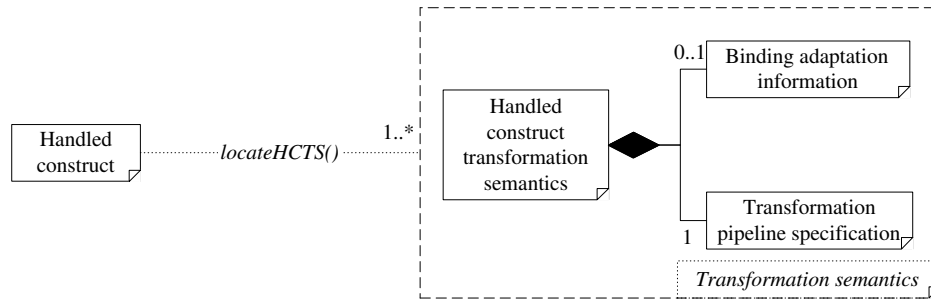 0..1
Binding adaptation
information
Handled
construct
transformation
semantics
Handled
construct
locateHCTS()
1..*
Transformation
pipeline specification
1
Transformation semantics